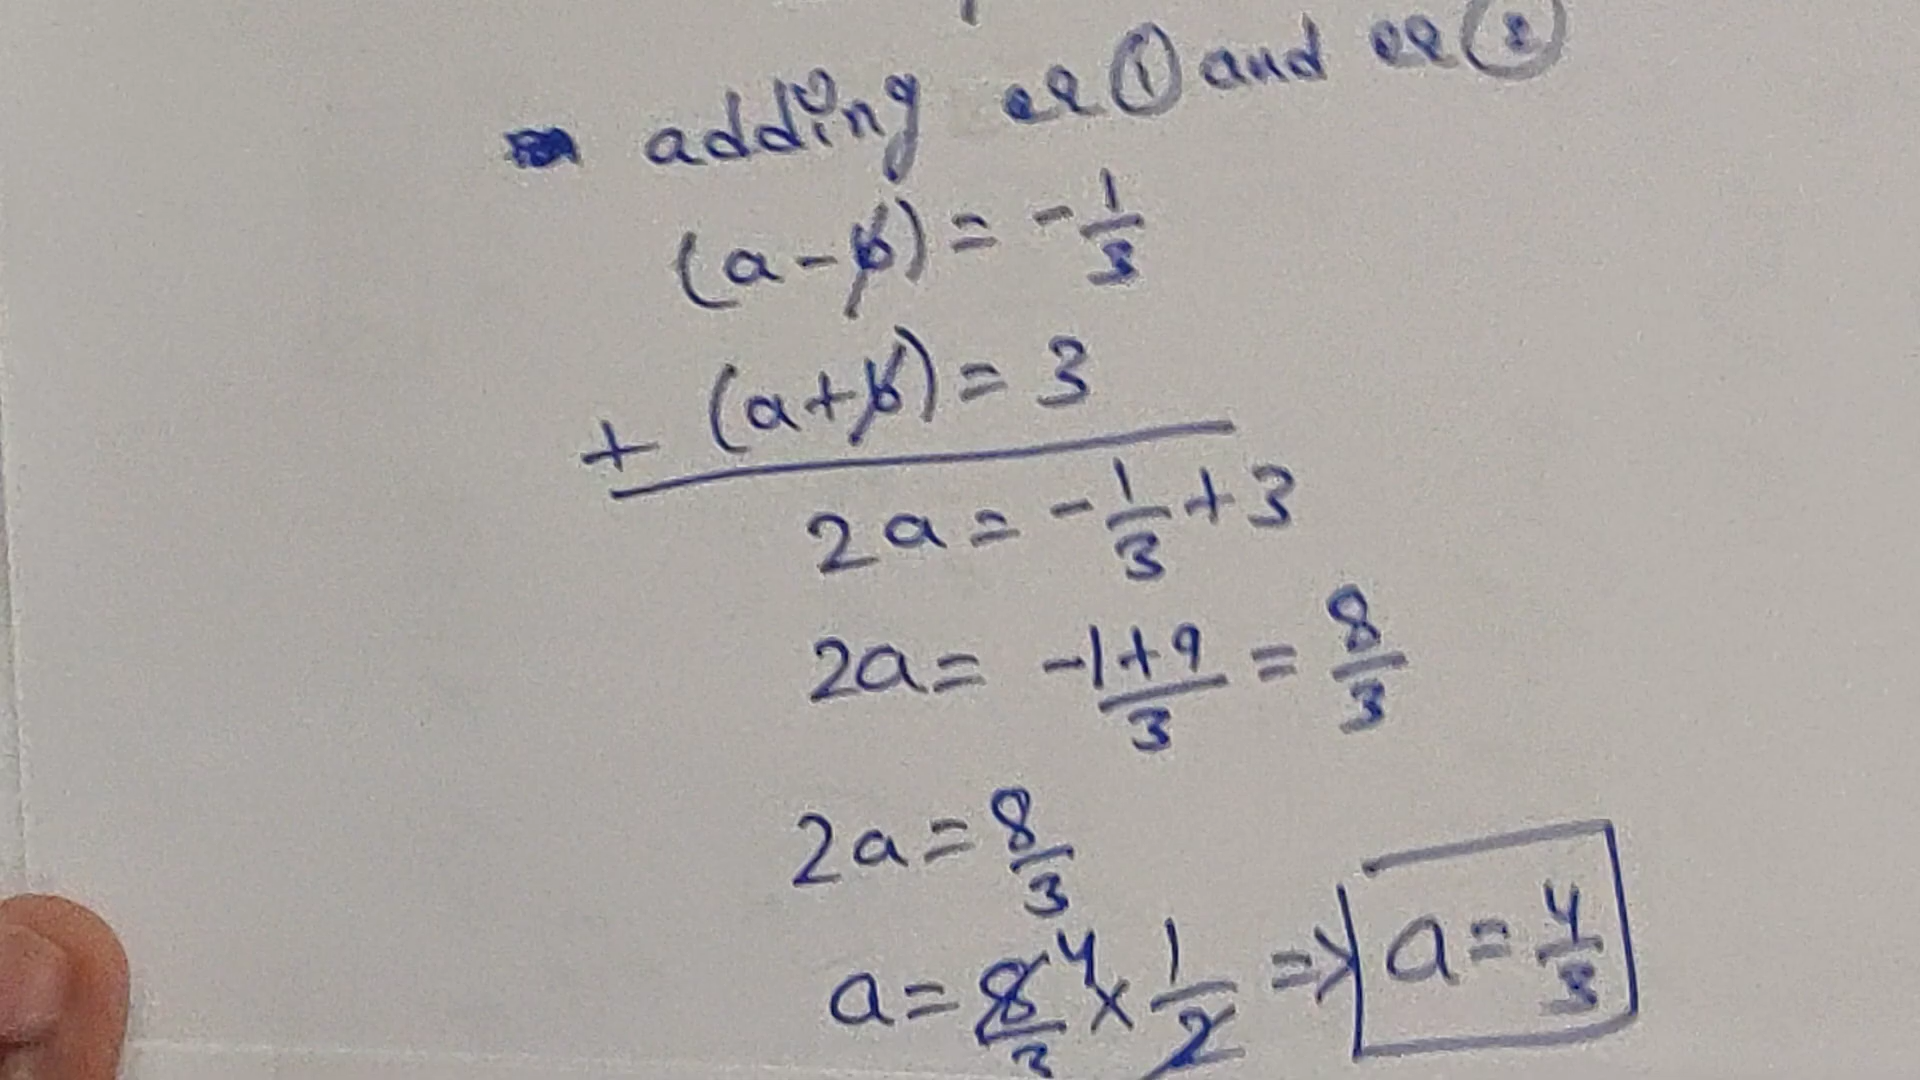 adding eq ① and eq ②
(a-b) = -1/3
+ (a+b) = 3
2a = -1/3 + 3
2a = -1+9/3 = 8/3
2a = 8/3
a = 8/3 4 × 1/2 => a = 4/3